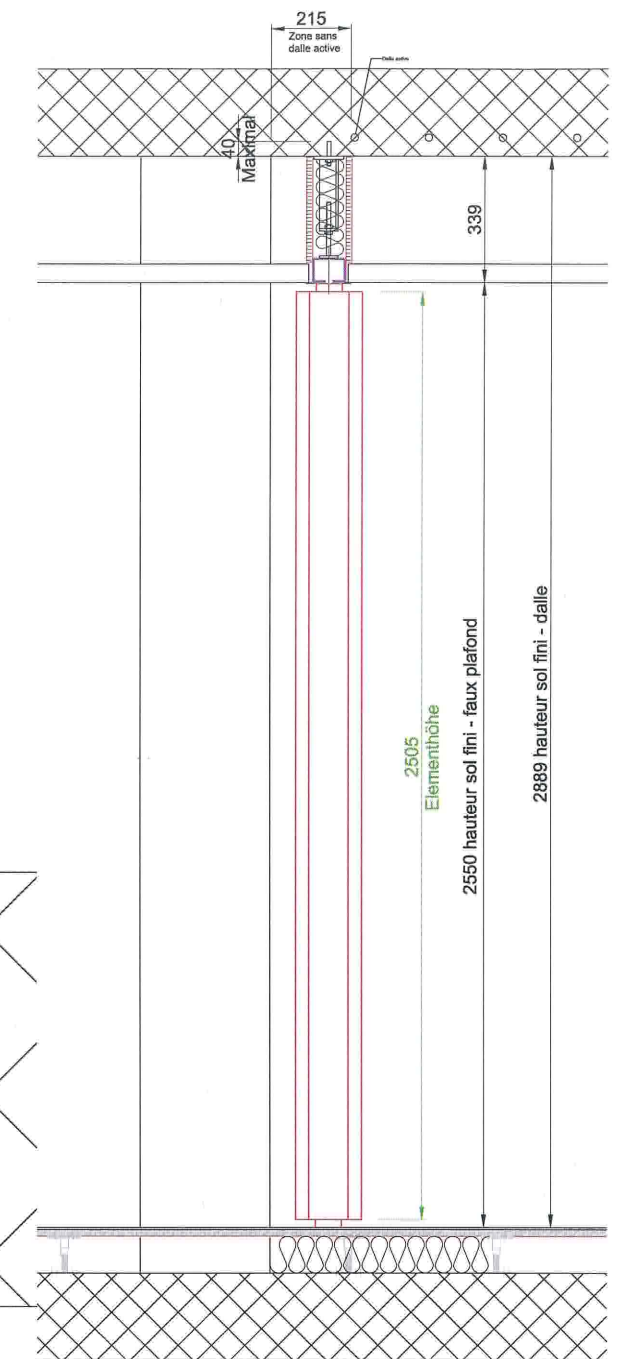 215
Zone sans
dalle active
Dalle active
40
Maximal
339
2505
Elementhöhe
2550 hauteur sol fini - faux plafond
2889 hauteur sol fini - dalle